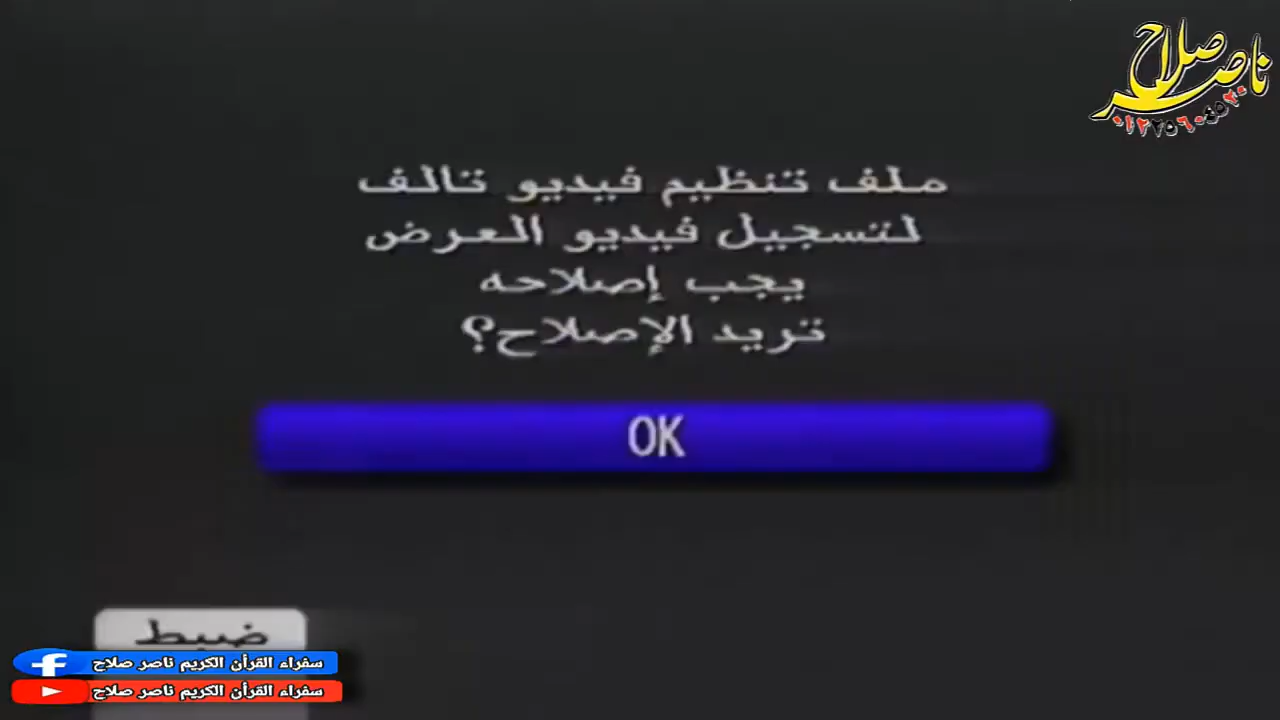 ناصر صلاح
ملف تنظيم فيديو تالف
لتسجيل فيديو العرض
يجب إصلاحه
تريد الإصلاح؟
OK
ضبط
سفراء القرآن الكريم ناصر صلاح
سفراء القرآن الكريم ناصر صلاح